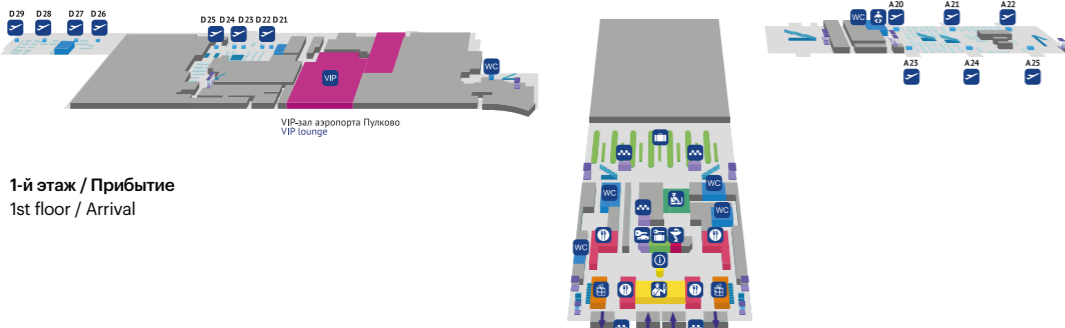 D29 D28 D27 D26
D25 D24 D23 D22 D21
WC
VIP
VIP-зал аэропорта Пулково
VIP lounge
WC A20 A21 A22
A23 A24 A25
1-й этаж / Прибытие
1st floor / Arrival
WC
WC
WC
WC
i